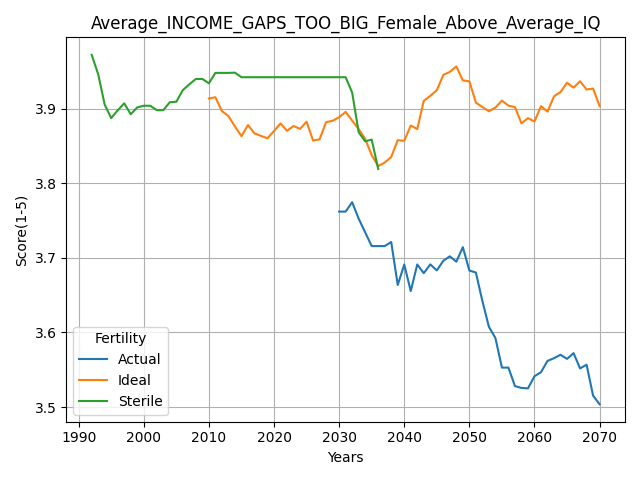 Average_INCOME_GAPS_TOO_BIG_Female_Above_Average_IQ
Score(1-5)
3.9
3.8
3.7
3.6
3.5
Fertility
Actual
Ideal
Sterile
1990 2000 2010 2020 2030 2040 2050 2060 2070
Years